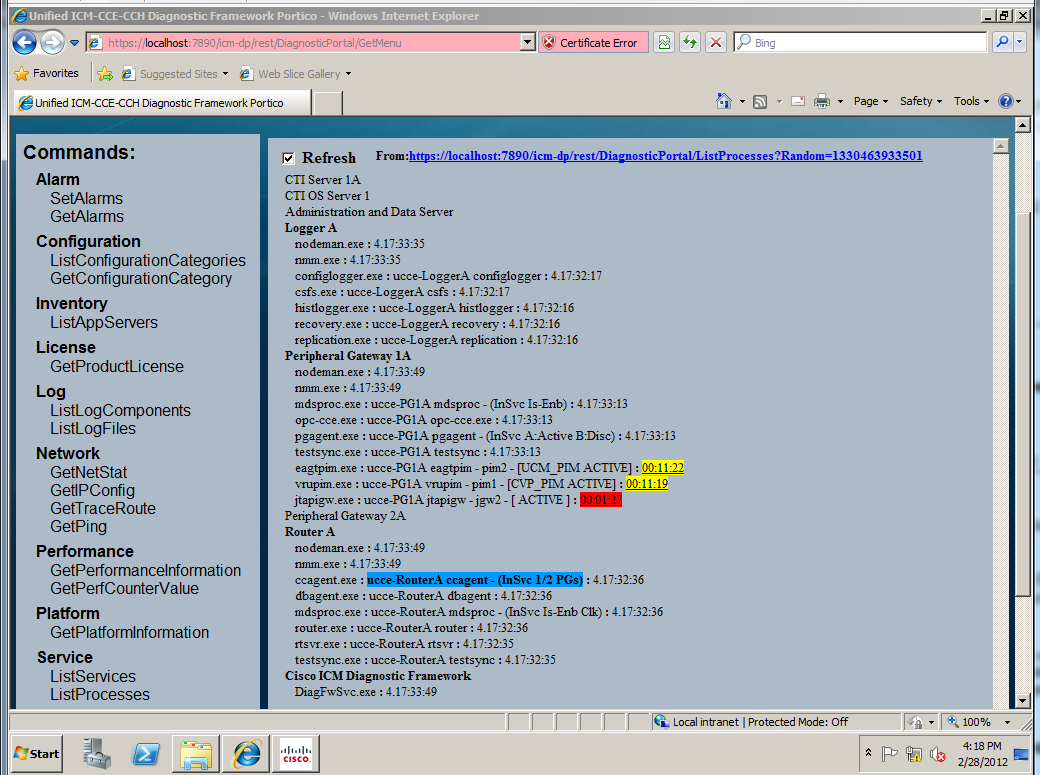 Unified ICM-CCE-CCH Diagnostic Framework Portico - Windows Internet Explorer
https://localhost:7890/icm-dp/rest/DiagnosticPortal/GetMenu
Certificate Error
Bing
Favorites
Suggested Sites
Web Slice Gallery
Unified ICM-CCE-CCH Diagnostic Framework Portico
Page
Safety
Tools
Commands:
Alarm
SetAlarms
GetAlarms
Configuration
ListConfigurationCategories
GetConfigurationCategory
Inventory
ListAppServers
License
GetProductLicense
Log
ListLogComponents
ListLogFiles
Network
GetNetStat
GetIPConfig
GetTraceRoute
GetPing
Performance
GetPerformanceInformation
GetPerfCounterValue
Platform
GetPlatformInformation
Service
ListServices
ListProcesses
Refresh From:https://localhost:7890/icm-dp/rest/DiagnosticPortal/ListProcesses?Random=1330463933501
CTI Server 1A
CTI OS Server 1
Administration and Data Server
Logger A
nodeman.exe : 4.17:33:35
nmm.exe : 4.17:33:35
configlogger.exe : ucce-LoggerA configlogger : 4.17:32:17
csfs.exe : ucce-LoggerA csfs : 4.17:32:17
histlogger.exe : ucce-LoggerA histlogger : 4.17:32:16
recovery.exe : ucce-LoggerA recovery : 4.17:32:16
replication.exe : ucce-LoggerA replication : 4.17:32:16
Peripheral Gateway 1A
nodeman.exe : 4.17:33:49
nmm.exe : 4.17:33:49
mdsproc.exe : ucce-PG1A mdsproc - (InSvc Is-Enb) : 4.17:33:13
opc-cce.exe : ucce-PG1A opc-cce.exe : 4.17:33:13
pgagent.exe : ucce-PG1A pgagent - (InSvc A:Active B:Disc) : 4.17:33:13
testsync.exe : ucce-PG1A testsync : 4.17:33:13
eagtpim.exe : ucce-PG1A eagtpim - pim2 - [UCM_PIM ACTIVE] : 00:11:22
vrupim.exe : ucce-PG1A vrupim - pim1 - [CVP_PIM ACTIVE] : 00:11:19
jtapigw.exe : ucce-PG1A jtapigw - jgw2 - [ ACTIVE ] : 00:01:27
Peripheral Gateway 2A
Router A
nodeman.exe : 4.17:33:49
nmm.exe : 4.17:33:49
ccagent.exe : ucce-RouterA ccagent - (InSvc 1/2 PGs) : 4.17:32:36
dbagent.exe : ucce-RouterA dbagent : 4.17:32:36
mdsproc.exe : ucce-RouterA mdsproc - (InSvc Is-Enb Clk) : 4.17:32:36
router.exe : ucce-RouterA router : 4.17:32:36
rtsvr.exe : ucce-RouterA rtsvr : 4.17:32:35
testsync.exe : ucce-RouterA testsync : 4.17:32:35
Cisco ICM Diagnostic Framework
DiagFwSvc.exe : 4.17:33:49
Local intranet | Protected Mode: Off
100%
Start
CISCO
4:18 PM
2/28/2012